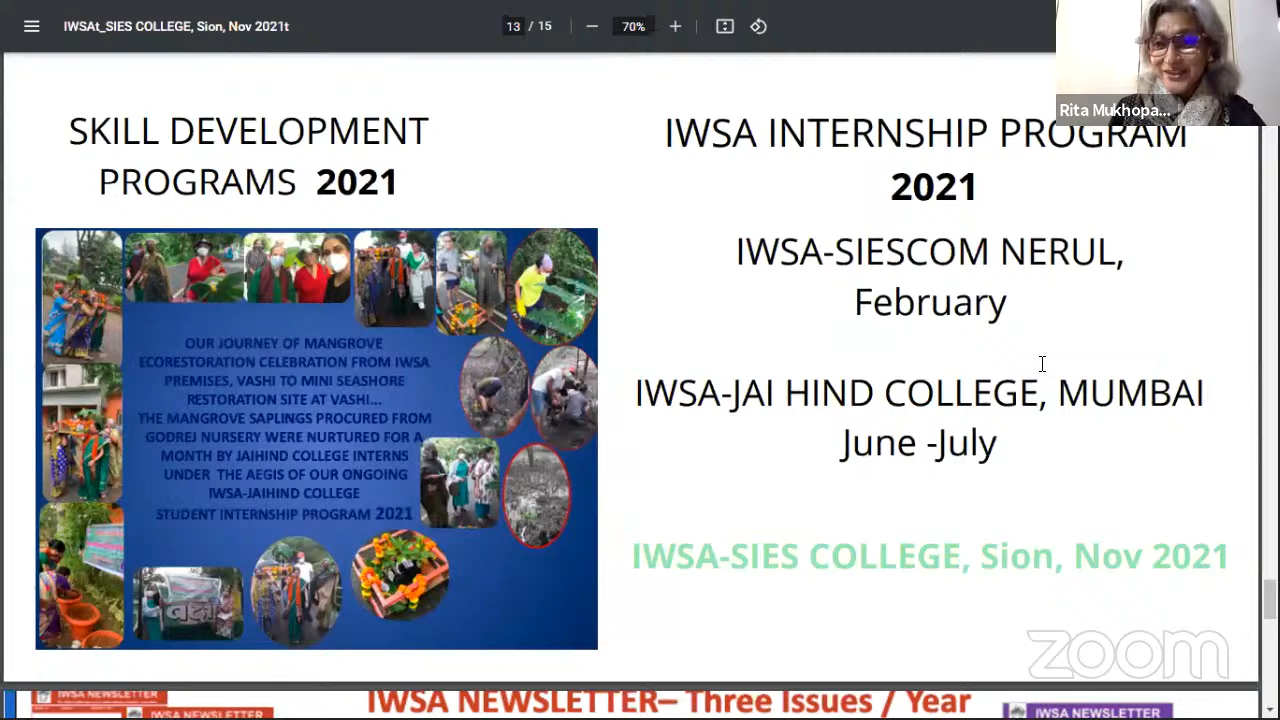 IWSAt_SIES COLLEGE, Sion, Nov 2021t
13 / 15
70%
Rita Mukhopa...
SKILL DEVELOPMENT
PROGRAMS 2021
OUR JOURNEY OF MANGROVE
ECORESTORATION CELEBRATION FROM IWSA
PREMISES, VASHI TO MINI SEASHORE
RESTORATION SITE AT VASHI...
THE MANGROVE SAPLINGS PROCURED FROM
GODREJ NURSERY WERE NURTURED FOR A
MONTH BY JAIHIND COLLEGE INTERNS
UNDER THE AEGIS OF OUR ONGOING
IWSA-JAIHIND COLLEGE
STUDENT INTERNSHIP PROGRAM 2021
IWSA INTERNSHIP PROGRAM
2021
IWSA-SIESCOM NERUL,
February
IWSA-JAI HIND COLLEGE, MUMBAI
June -July
IWSA-SIES COLLEGE, Sion, Nov 2021
zoom
IWSA NEWSLETTER
IWSA NEWSLETTER
IWSA NEWSLETTER– Three Issues / Year
IWSA NEWSLETTER